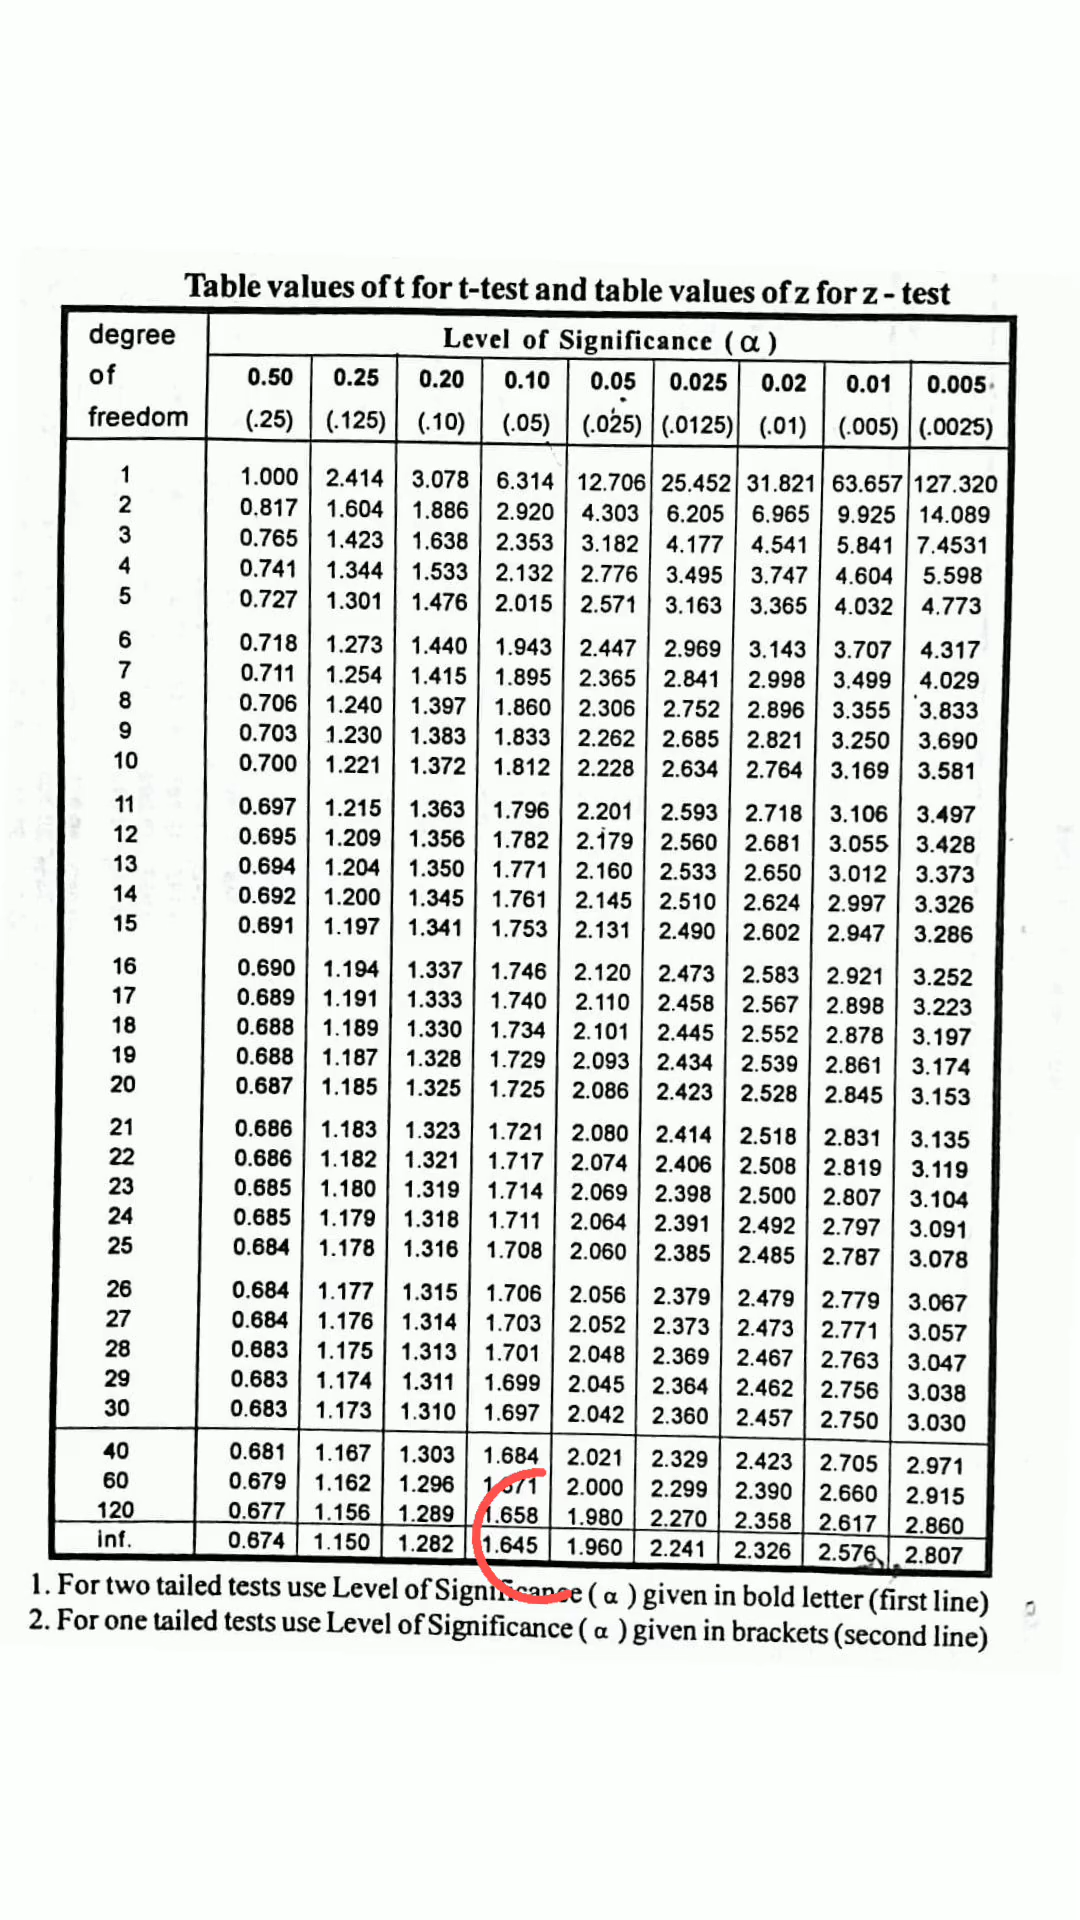 Table values of t for t-test and table values of z for z - test
degree of freedom Level of Significance ( α )
0.50 0.25 0.20 0.10 0.05 0.025 0.02 0.01 0.005
(.25) (.125) (.10) (.05) (.025) (.0125) (.01) (.005) (.0025)
1 1.000 2.414 3.078 6.314 12.706 25.452 31.821 63.657 127.320
2 0.817 1.604 1.886 2.920 4.303 6.205 6.965 9.925 14.089
3 0.765 1.423 1.638 2.353 3.182 4.177 4.541 5.841 7.4531
4 0.741 1.344 1.533 2.132 2.776 3.495 3.747 4.604 5.598
5 0.727 1.301 1.476 2.015 2.571 3.163 3.365 4.032 4.773
6 0.718 1.273 1.440 1.943 2.447 2.969 3.143 3.707 4.317
7 0.711 1.254 1.415 1.895 2.365 2.841 2.998 3.499 4.029
8 0.706 1.240 1.397 1.860 2.306 2.752 2.896 3.355 3.833
9 0.703 1.230 1.383 1.833 2.262 2.685 2.821 3.250 3.690
10 0.700 1.221 1.372 1.812 2.228 2.634 2.764 3.169 3.581
11 0.697 1.215 1.363 1.796 2.201 2.593 2.718 3.106 3.497
12 0.695 1.209 1.356 1.782 2.179 2.560 2.681 3.055 3.428
13 0.694 1.204 1.350 1.771 2.160 2.533 2.650 3.012 3.373
14 0.692 1.200 1.345 1.761 2.145 2.510 2.624 2.997 3.326
15 0.691 1.197 1.341 1.753 2.131 2.490 2.602 2.947 3.286
16 0.690 1.194 1.337 1.746 2.120 2.473 2.583 2.921 3.252
17 0.689 1.191 1.333 1.740 2.110 2.458 2.567 2.898 3.223
18 0.688 1.189 1.330 1.734 2.101 2.445 2.552 2.878 3.197
19 0.688 1.187 1.328 1.729 2.093 2.434 2.539 2.861 3.174
20 0.687 1.185 1.325 1.725 2.086 2.423 2.528 2.845 3.153
21 0.686 1.183 1.323 1.721 2.080 2.414 2.518 2.831 3.135
22 0.686 1.182 1.321 1.717 2.074 2.406 2.508 2.819 3.119
23 0.685 1.180 1.319 1.714 2.069 2.398 2.500 2.807 3.104
24 0.685 1.179 1.318 1.711 2.064 2.391 2.492 2.797 3.091
25 0.684 1.178 1.316 1.708 2.060 2.385 2.485 2.787 3.078
26 0.684 1.177 1.315 1.706 2.056 2.379 2.479 2.779 3.067
27 0.684 1.176 1.314 1.703 2.052 2.373 2.473 2.771 3.057
28 0.683 1.175 1.313 1.701 2.048 2.369 2.467 2.763 3.047
29 0.683 1.174 1.311 1.699 2.045 2.364 2.462 2.756 3.038
30 0.683 1.173 1.310 1.697 2.042 2.360 2.457 2.750 3.030
40 0.681 1.167 1.303 1.684 2.021 2.329 2.423 2.705 2.971
60 0.679 1.162 1.296 1.671 2.000 2.299 2.390 2.660 2.915
120 0.677 1.156 1.289 1.658 1.980 2.270 2.358 2.617 2.860
inf. 0.674 1.150 1.282 1.645 1.960 2.241 2.326 2.576 2.807
1. For two tailed tests use Level of Significance ( α ) given in bold letter (first line)
2. For one tailed tests use Level of Significance ( α ) given in brackets (second line)